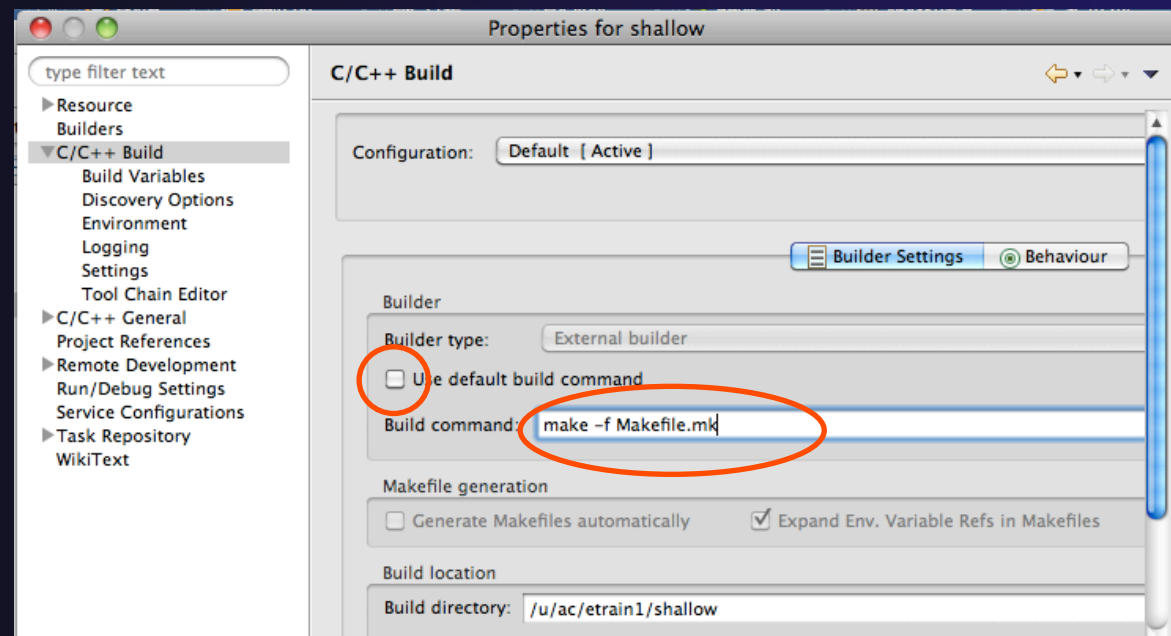 Properties for shallow
type filter text
Resource
Builders
C/C++ Build
Build Variables
Discovery Options
Environment
Logging
Settings
Tool Chain Editor
C/C++ General
Project References
Remote Development
Run/Debug Settings
Service Configurations
Task Repository
WikiText
C/C++ Build
Configuration: Default [ Active ]
Builder Settings Behaviour
Builder
Builder type: External builder
Use default build command
Build command: make -f Makefile.mk
Makefile generation
Generate Makefiles automatically Expand Env. Variable Refs in Makefiles
Build location
Build directory: /u/ac/etrain1/shallow